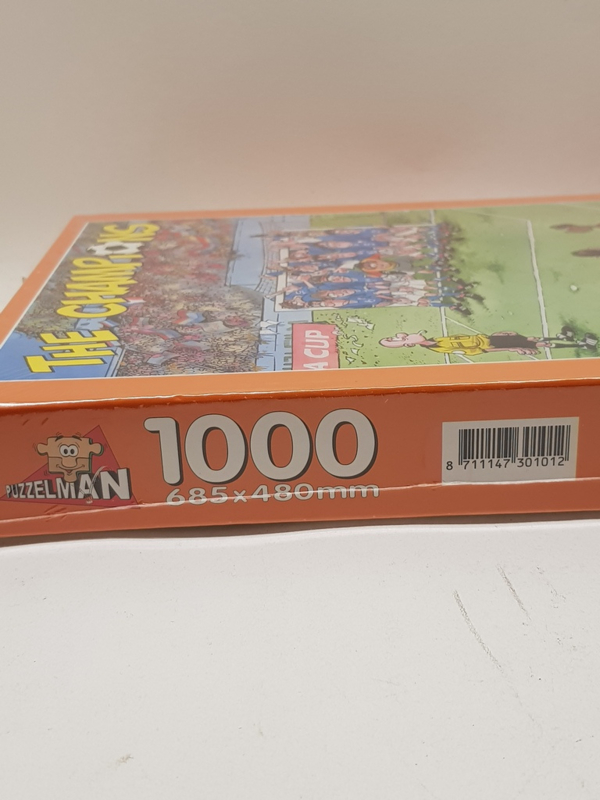 THE CHAMPIONS
A CUP
PUZZELMAN
1000
685x480mm
8 711147 301012